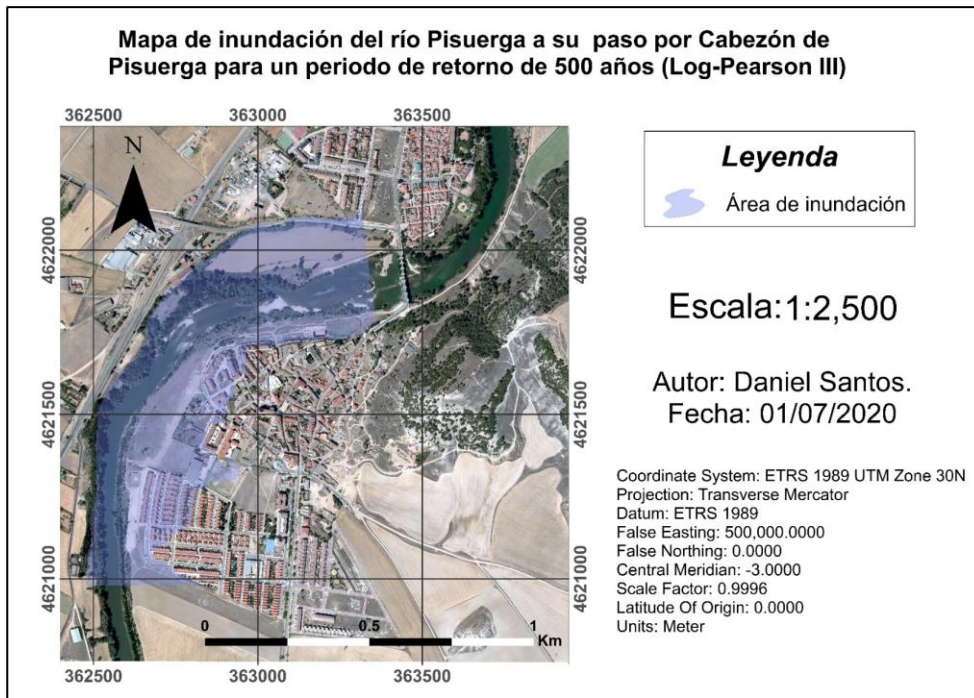 Mapa de inundación del río Pisuerga a su paso por Cabezón de
Pisuerga para un periodo de retorno de 500 años (Log-Pearson III)
362500 363000 363500
N
4622000 4622000
4621500 4621500
4621000 4621000
0 0.5 1
Km
362500 363000 363500
Leyenda
Área de inundación
Escala:1:2,500
Autor: Daniel Santos.
Fecha: 01/07/2020
Coordinate System: ETRS 1989 UTM Zone 30N
Projection: Transverse Mercator
Datum: ETRS 1989
False Easting: 500,000.0000
False Northing: 0.0000
Central Meridian: -3.0000
Scale Factor: 0.9996
Latitude Of Origin: 0.0000
Units: Meter